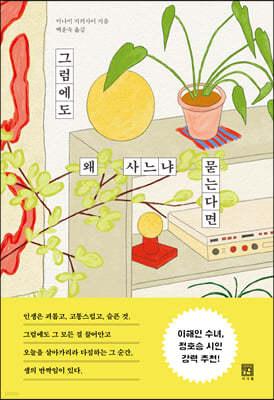 미나미 지키사이 지음
백운숙 옮김
그럼에도
왜 사느냐
묻는다면
인생은 괴롭고, 고통스럽고, 슬픈 것.
그럼에도 그 모든 걸 끌어안고
오늘을 살아가리라 다짐하는 그 순간,
생의 반짝임이 있다.
이해인 수녀,
정호승 시인
강력 추천!